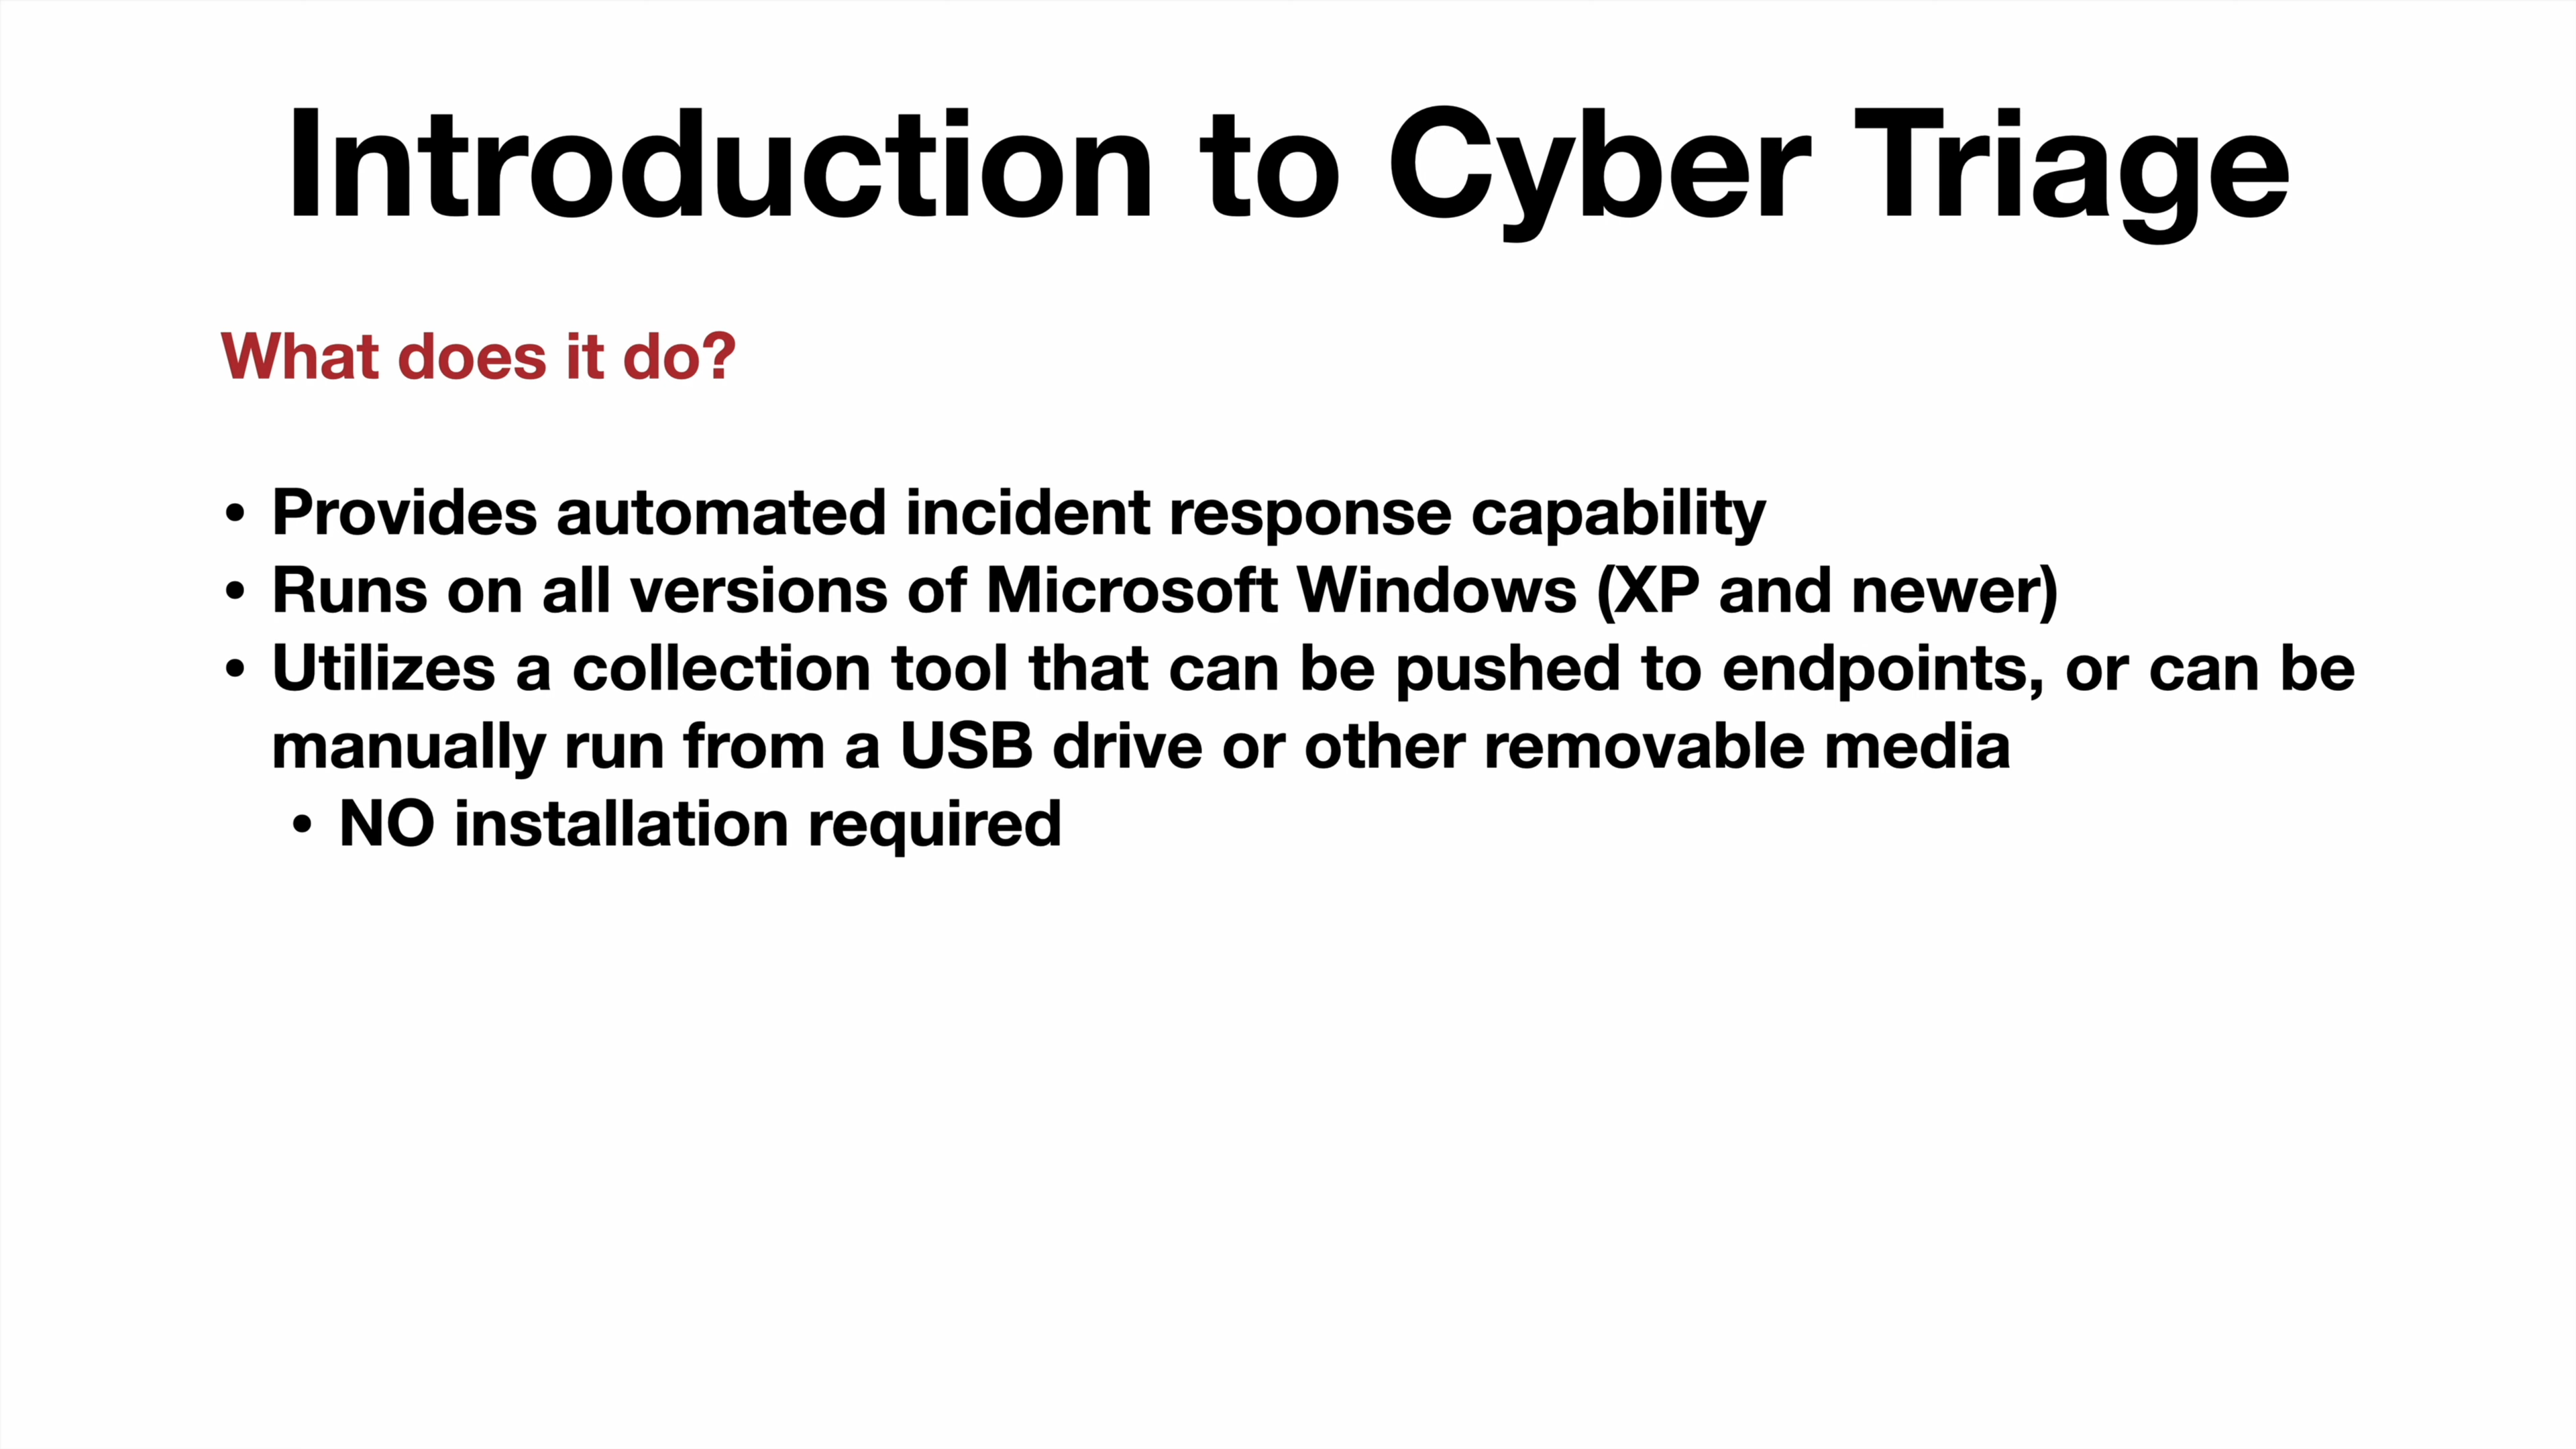 Introduction to Cyber Triage
What does it do?
• Provides automated incident response capability
• Runs on all versions of Microsoft Windows (XP and newer)
• Utilizes a collection tool that can be pushed to endpoints, or can be
manually run from a USB drive or other removable media
• NO installation required